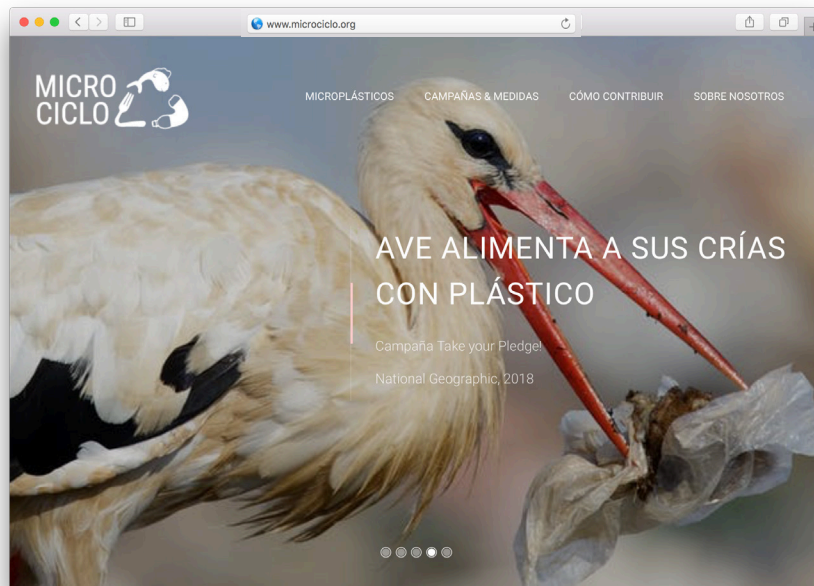 www.microciclo.org
MICRO
CICLO
MICROPLÁSTICOS CAMPAÑAS & MEDIDAS CÓMO CONTRIBUIR SOBRE NOSOTROS
AVE ALIMENTA A SUS CRÍAS
CON PLÁSTICO
Campaña Take your Pledge!
National Geographic, 2018